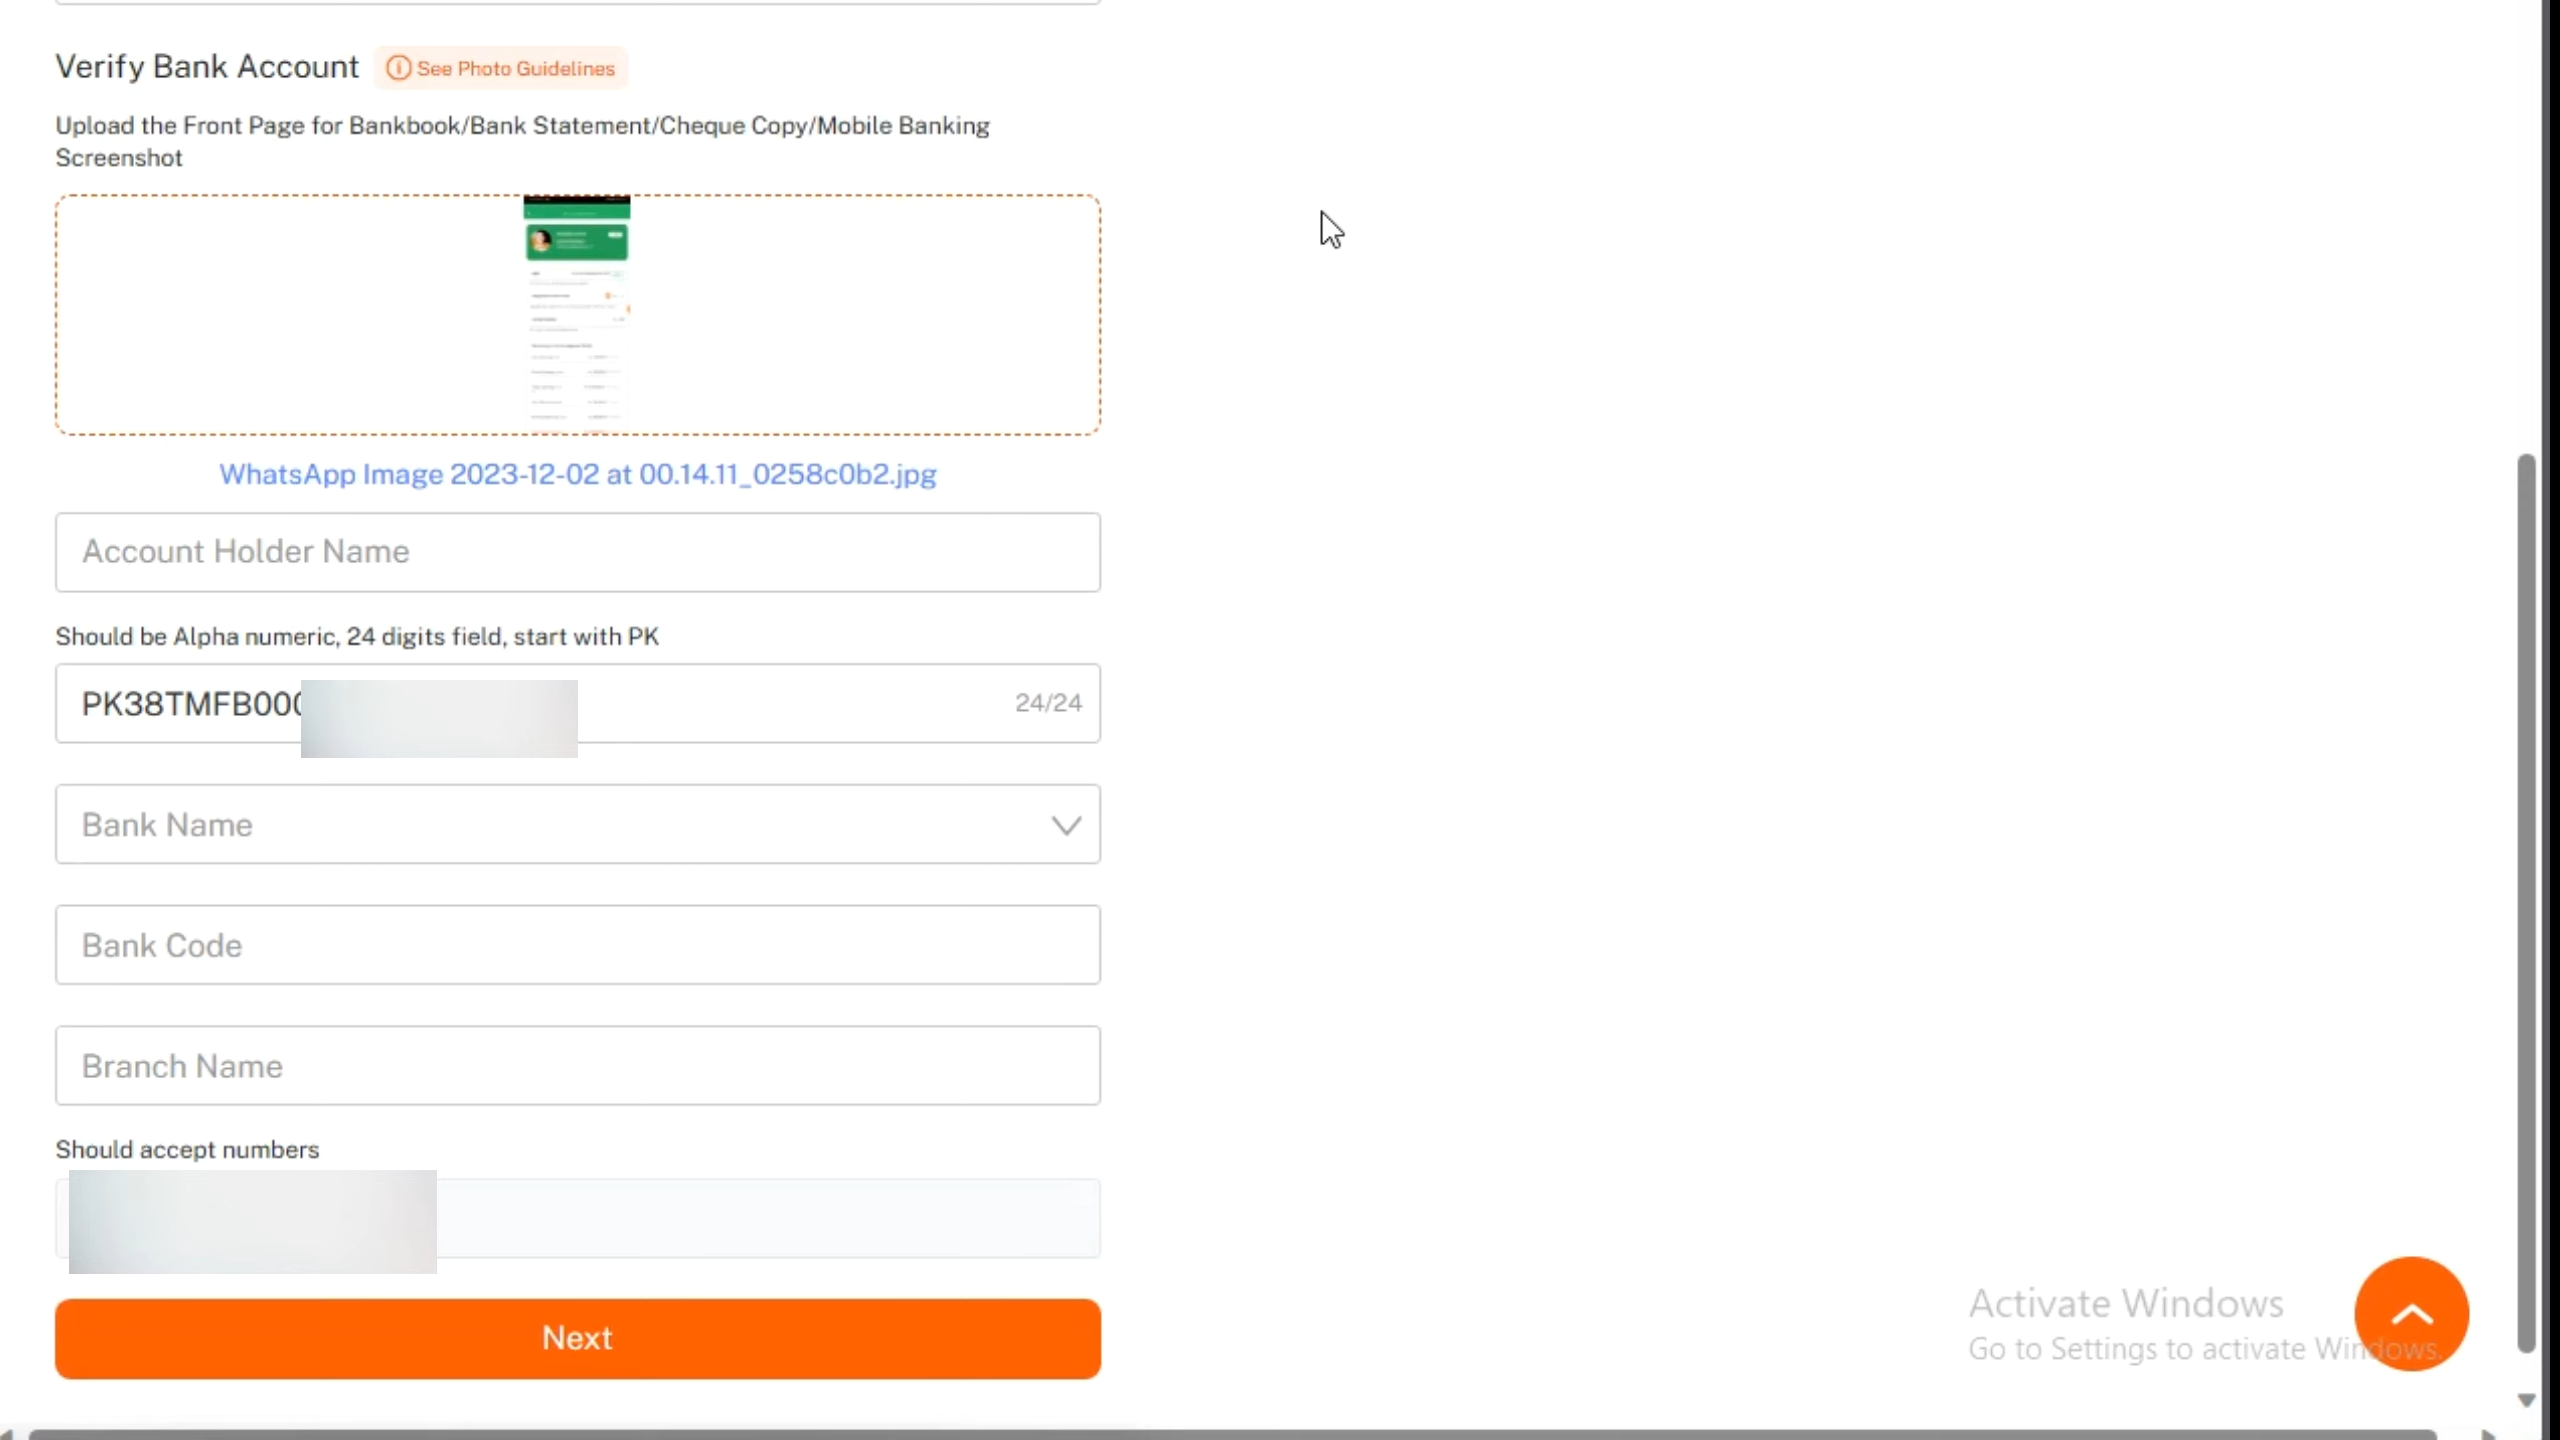 Verify Bank Account
See Photo Guidelines
Upload the Front Page for Bankbook/Bank Statement/Cheque Copy/Mobile Banking
Screenshot
WhatsApp Image 2023-12-02 at 00.14.11_0258c0b2.jpg
Account Holder Name
Should be Alpha numeric, 24 digits field, start with PK
PK38TMFB000
24/24
Bank Name
Bank Code
Branch Name
Should accept numbers
Next
Activate Windows
Go to Settings to activate Windows.